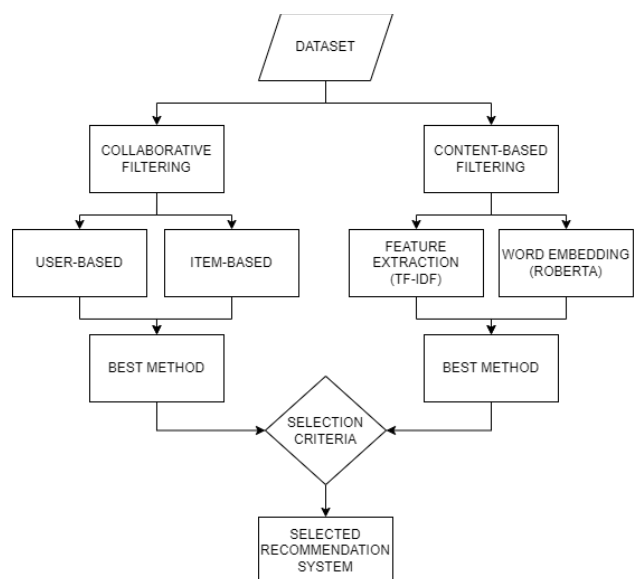 DATASET
COLLABORATIVE
FILTERING
CONTENT-BASED
FILTERING
USER-BASED
ITEM-BASED
FEATURE
EXTRACTION
(TF-IDF)
WORD EMBEDDING
(ROBERTA)
BEST METHOD
BEST METHOD
SELECTION
CRITERIA
SELECTED
RECOMMENDATION
SYSTEM